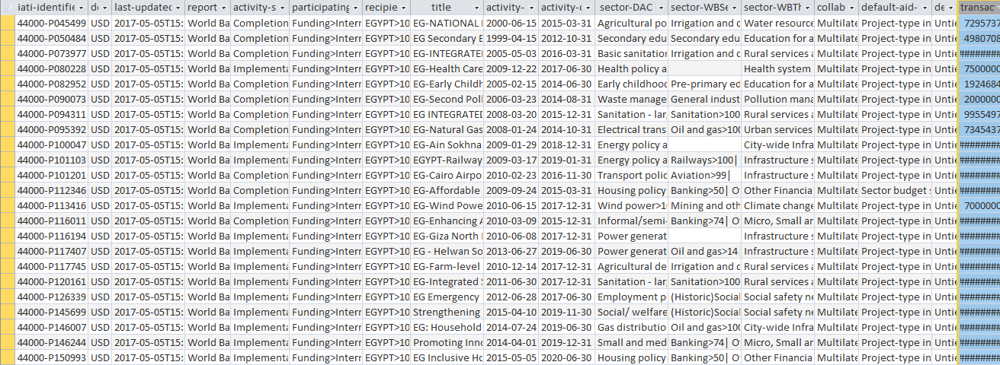 iati-identifie de last-updated report activity-s participating recipie title activity- activity-c sector-DAC sector-WBSe sector-WBTh collab default-aid- de transac
44000-P045499 USD 2017-05-05T15: World Ba Completion Funding>Intern EGYPT>10 EG-NATIONAL 2000-06-15 2015-03-31 Agricultural po Irrigation and d Water resource Multilate Project-type in Untie 7295737
44000-P050484 USD 2017-05-05T15: World Ba Completion Funding>Intern EGYPT>10 EG Secondary E 1999-04-15 2012-10-31 Secondary edu Secondary edu Education for a Multilate Project-type in Untie 4980708
44000-P073977 USD 2017-05-05T15: World Ba Completion Funding>Intern EGYPT>10 EG-INTEGRATE 2005-05-03 2016-03-31 Basic sanitation Irrigation and d Rural services a Multilate Project-type in Untie ########
44000-P080228 USD 2017-05-05T15: World Ba Completion Funding>Intern EGYPT>10 EG-Health Care 2009-12-22 2017-06-30 Health policy a Health system Multilate Project-type in Untie 7500000
44000-P082952 USD 2017-05-05T15: World Ba Completion Funding>Intern EGYPT>10 EG-Early Childh 2005-02-15 2014-06-30 Early childhood Pre-primary ed Education for a Multilate Project-type in Untie 1924684
44000-P090073 USD 2017-05-05T15: World Ba Completion Funding>Intern EGYPT>10 EG-Second Poll 2006-03-23 2014-08-31 Waste manage General indust Pollution mana Multilate Project-type in Untie 2000000
44000-P094311 USD 2017-05-05T15: World Ba Completion Funding>Intern EGYPT>10 EG INTEGRATE 2008-03-20 2015-12-31 Sanitation - lar Sanitation>100 Rural services a Multilate Project-type in Untie 9955497
44000-P095392 USD 2017-05-05T15: World Ba Completion Funding>Intern EGYPT>10 EG-Natural Gas 2008-01-24 2014-10-31 Electrical trans Oil and gas>100 Urban services Multilate Project-type in Untie 7345437
44000-P100047 USD 2017-05-05T15: World Ba Implementa Funding>Intern EGYPT>10 EG-Ain Sokhna 2009-01-29 2018-12-31 Energy policy a City-wide Infra Multilate Project-type in Untie ########
44000-P101103 USD 2017-05-05T15: World Ba Implementa Funding>Intern EGYPT>10 EGYPT-Railway 2009-03-17 2019-01-31 Energy policy a Railways>100| Infrastructure s Multilate Project-type in Untie ########
44000-P101201 USD 2017-05-05T15: World Ba Completion Funding>Intern EGYPT>10 EG-Cairo Airpo 2010-02-23 2016-11-30 Transport polic Aviation>99| Infrastructure s Multilate Project-type in Untie ########
44000-P112346 USD 2017-05-05T15: World Ba Completion Funding>Intern EGYPT>10 EG-Affordable 2009-09-24 2015-03-31 Housing policy Banking>50| Other Financia Multilate Sector budget Untie ########
44000-P113416 USD 2017-05-05T15: World Ba Implementa Funding>Intern EGYPT>10 EG-Wind Powe 2010-06-15 2017-12-31 Wind power>1 Mining and oth Climate change Multilate Project-type in Untie 7000000
44000-P116011 USD 2017-05-05T15: World Ba Completion Funding>Intern EGYPT>10 EG-Enhancing A 2010-03-09 2015-12-31 Informal/semi- Banking>74| O Micro, Small ar Multilate Project-type in Untie ########
44000-P116194 USD 2017-05-05T15: World Ba Implementa Funding>Intern EGYPT>10 EG-Giza North 2010-06-08 2017-12-31 Power generat Infrastructure s Multilate Project-type in Untie ########
44000-P117407 USD 2017-05-05T15: World Ba Implementa Funding>Intern EGYPT>10 EG - Helwan So 2013-06-27 2019-06-30 Power generat Oil and gas>14 Infrastructure s Multilate Project-type in Untie ########
44000-P117745 USD 2017-05-05T15: World Ba Implementa Funding>Intern EGYPT>10 EG-Farm-level 2010-12-14 2017-12-31 Agricultural de Irrigation and d Rural services a Multilate Project-type in Untie ########
44000-P120161 USD 2017-05-05T15: World Ba Implementa Funding>Intern EGYPT>10 EG-Integrated S 2011-06-30 2017-12-31 Sanitation - lar Sanitation>100 Rural services a Multilate Project-type in Untie ########
44000-P126339 USD 2017-05-05T15: World Ba Implementa Funding>Intern EGYPT>10 EG Emergency 2012-06-28 2017-06-30 Employment p (Historic)Social Social safety ne Multilate Project-type in Untie ########
44000-P145699 USD 2017-05-05T15: World Ba Implementa Funding>Intern EGYPT>10 Strengthening 2015-04-10 2019-11-30 Social/ welfare (Historic)Social Social safety ne Multilate Project-type in Untie ########
44000-P146007 USD 2017-05-05T15: World Ba Implementa Funding>Intern EGYPT>10 EG: Household 2014-07-24 2019-06-30 Gas distributio Oil and gas>100 City-wide Infra Multilate Project-type in Untie ########
44000-P146244 USD 2017-05-05T15: World Ba Implementa Funding>Intern EGYPT>10 Promoting Inno 2014-04-01 2019-12-31 Small and med Banking>74| O Micro, Small ar Multilate Project-type in Untie ########
44000-P150993 USD 2017-05-05T15: World Ba Implementa Funding>Intern EGYPT>10 EG Inclusive Ho 2015-05-05 2020-06-30 Housing policy Banking>50| O Other Financia Multilate Project-type in Untie ########